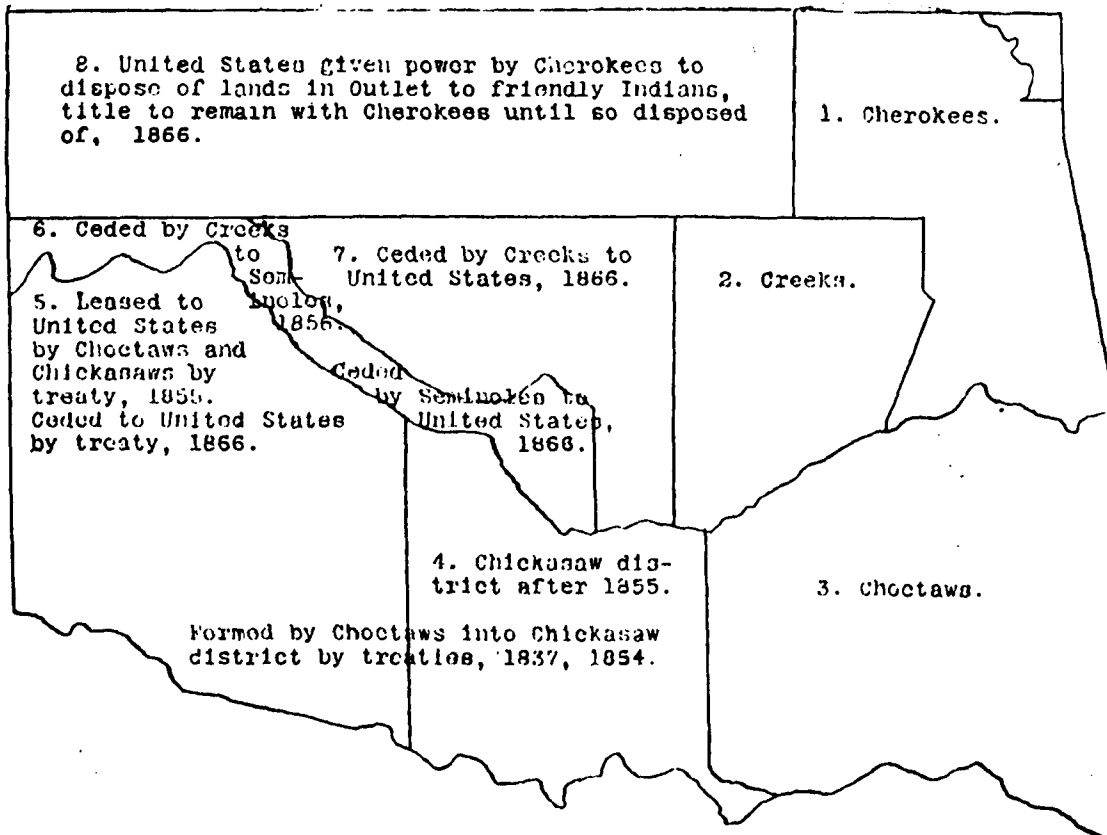 8. United States given power by Cherokees to
dispose of lands in Outlet to friendly Indians,
title to remain with Cherokees until so disposed
of, 1866.
1. Cherokees.
6. Ceded by Creeks
to
Sem-
inoles,
1856.
7. Ceded by Creeks to
United States, 1866.
2. Creeks.
5. Leased to
United States
by Choctaws and
Chickasaws by
treaty, 1855.
Ceded to United States
by treaty, 1866.
Ceded
by Seminoles to
United States,
1866.
4. Chickasaw dis-
trict after 1855.
3. Choctaws.
Formed by Choctaws into Chickasaw
district by treaties, 1837, 1854.